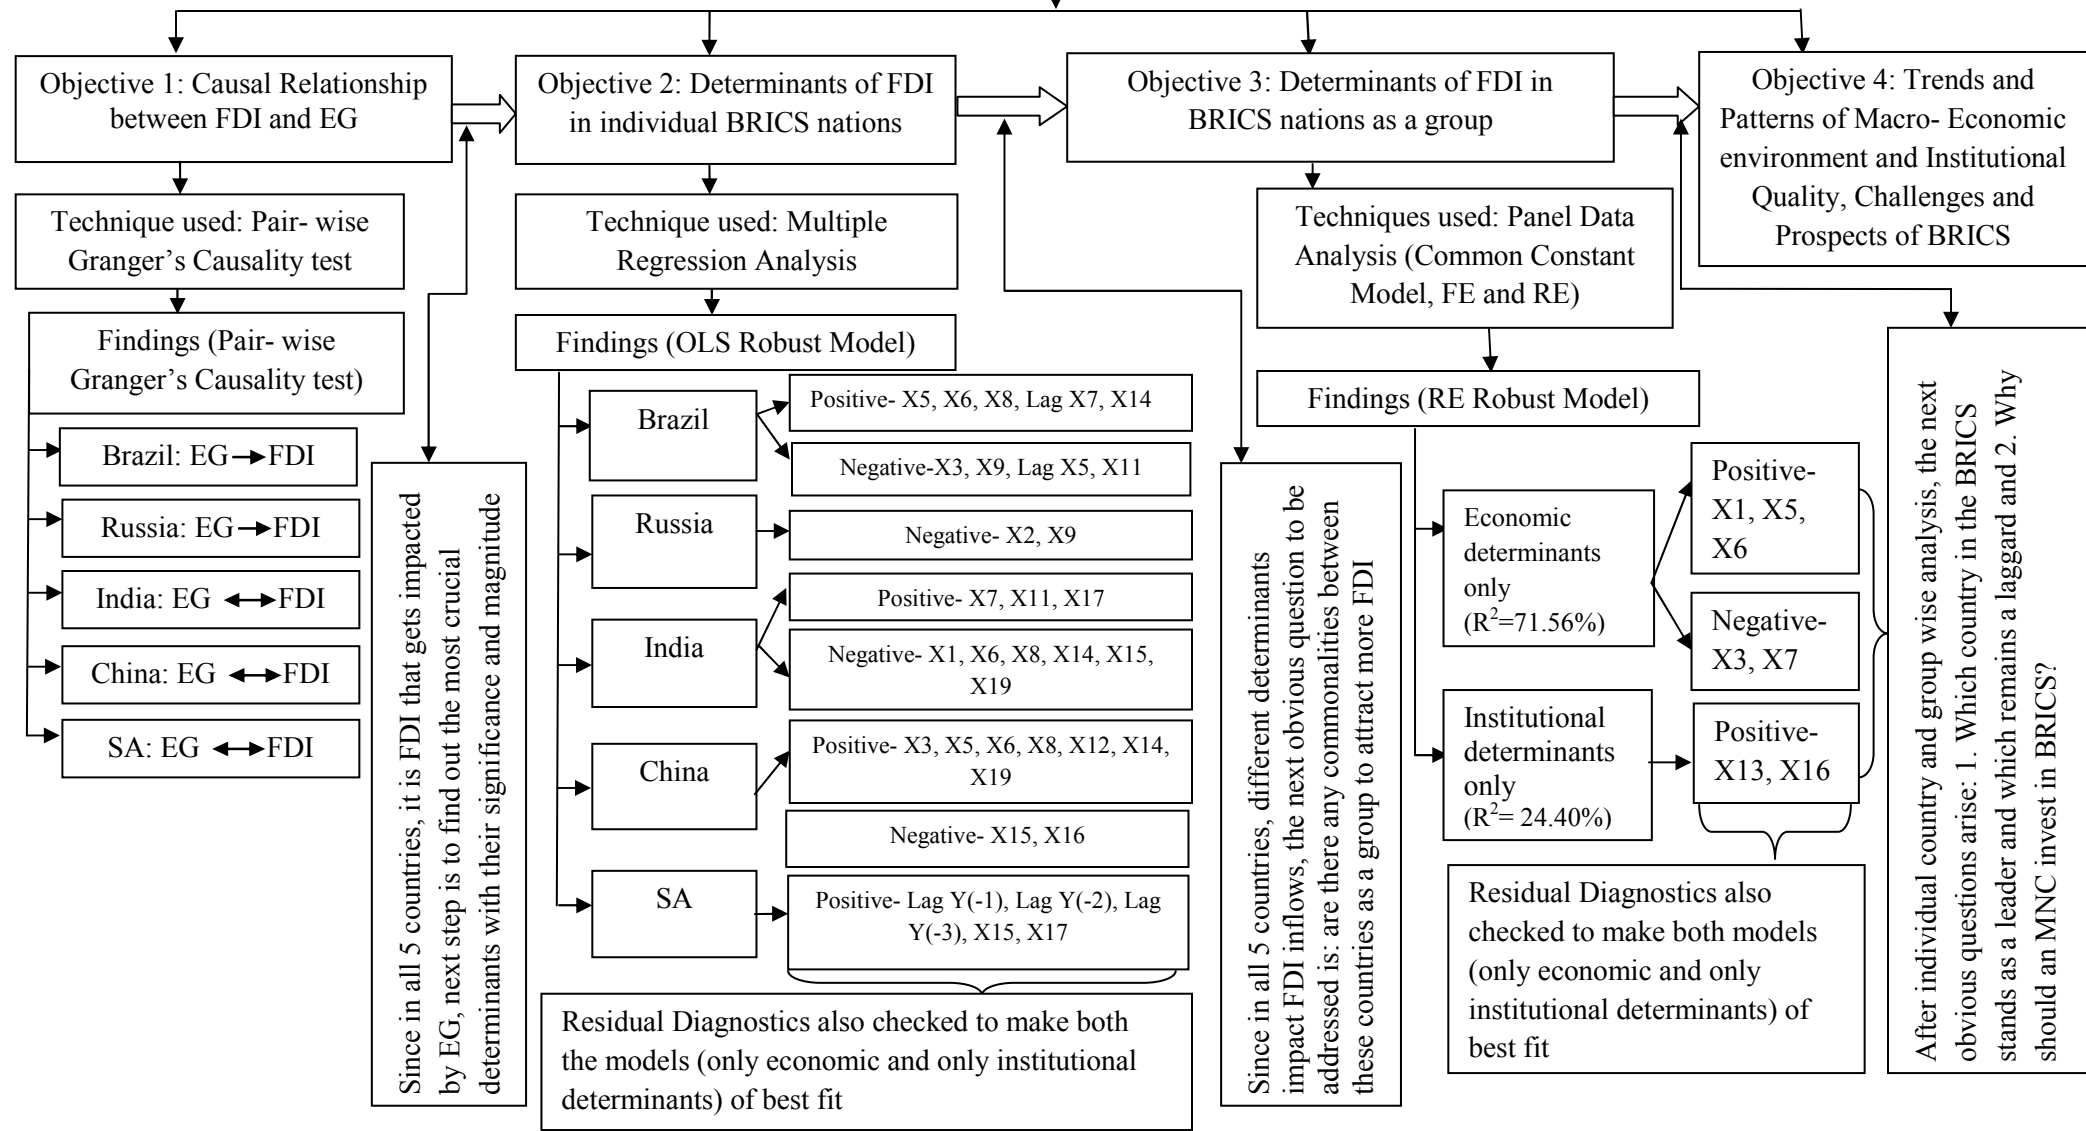 Objective 1: Causal Relationship
between FDI and EG
Technique used: Pair- wise
Granger’s Causality test
Findings (Pair- wise
Granger’s Causality test)
Brazil: EG → FDI
Russia: EG → FDI
India: EG ↔ FDI
China: EG ↔ FDI
SA: EG ↔ FDI
Since in all 5 countries, it is FDI that gets impacted
by EG, next step is to find out the most crucial
determinants with their significance and magnitude
Objective 2: Determinants of FDI
in individual BRICS nations
Technique used: Multiple
Regression Analysis
Findings (OLS Robust Model)
Brazil
Positive- X5, X6, X8, Lag X7, X14
Negative-X3, X9, Lag X5, X11
Russia
Negative- X2, X9
India
Positive- X7, X11, X17
Negative- X1, X6, X8, X14, X15,
X19
China
Positive- X3, X5, X6, X8, X12, X14,
X19
Negative- X15, X16
SA
Positive- Lag Y(-1), Lag Y(-2), Lag
Y(-3), X15, X17
Residual Diagnostics also checked to make both
the models (only economic and only institutional
determinants) of best fit
Since in all 5 countries, different determinants
impact FDI inflows, the next obvious question to be
addressed is: are there any commonalities between
these countries as a group to attract more FDI
Objective 3: Determinants of FDI in
BRICS nations as a group
Techniques used: Panel Data
Analysis (Common Constant
Model, FE and RE)
Findings (RE Robust Model)
Economic
determinants
only
(R²=71.56%)
Positive-
X1, X5,
X6
Negative-
X3, X7
Institutional
determinants
only
(R²= 24.40%)
Positive-
X13, X16
Residual Diagnostics also
checked to make both models
(only economic and only
institutional determinants) of
best fit
Objective 4: Trends and
Patterns of Macro- Economic
environment and Institutional
Quality, Challenges and
Prospects of BRICS
After individual country and group wise analysis, the next
obvious questions arise: 1. Which country in the BRICS
stands as a leader and which remains a laggard and 2. Why
should an MNC invest in BRICS?